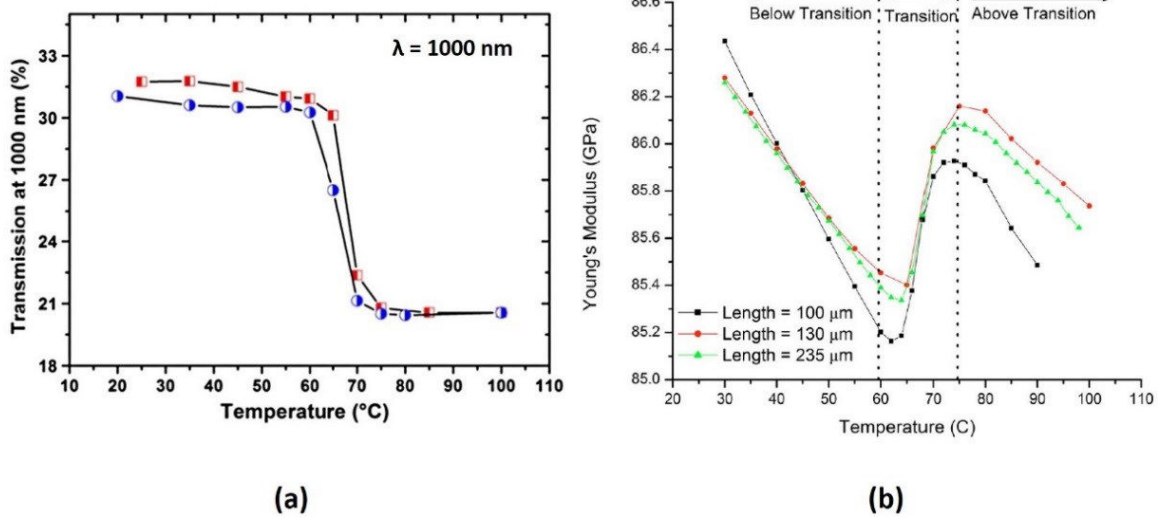 λ = 1000 nm
Transmission at 1000 nm (%)
33
30
27
24
21
18
10 20 30 40 50 60 70 80 90 100 110
Temperature (°C)
(a)
86.6
86.4
86.2
86.0
85.8
85.6
85.4
85.2
85.0
Young's Modulus (GPa)
Below Transition
Transition
Above Transition
Length = 100 μm
Length = 130 μm
Length = 235 μm
20 30 40 50 60 70 80 90 100 110
Temperature (C)
(b)